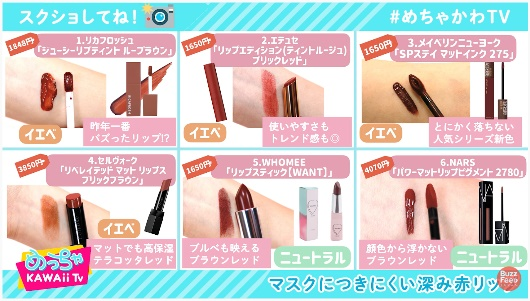 スクショしてね!
#めちゃかわTV
1848円
1.リカフロッシュ
「ジューシーリブティント ルーブラウン」
イエベ
昨年一番
バズったリップ!?
1650円
2.エテュセ
「リップエディション(ティントルージュ)
ブリックレッド」
使いやすさも
トレンド感も◎
1650円
3.メイベリンニューヨーク
「SPステイ マットインク 275」
イエベ
とにかく落ちない
人気シリーズ新色
3850円
4.セルヴォーク
「リベレイテッド マット リップス
ブリックブラウン」
イエベ
マットでも高保湿
テラコッタレッド
1650円
5.WHOMEE
「リップスティック【WANT】」
ブルベも映える
ブラウンレッド
ニュートラル
4070円
6.NARS
「パワーマットリップピグメント 2780」
顔色から浮かない
ブラウンレッド
ニュートラル
めっちゃ
KAWAii Tv
マスクにつきにくい深み赤リッ
BuzzFeed